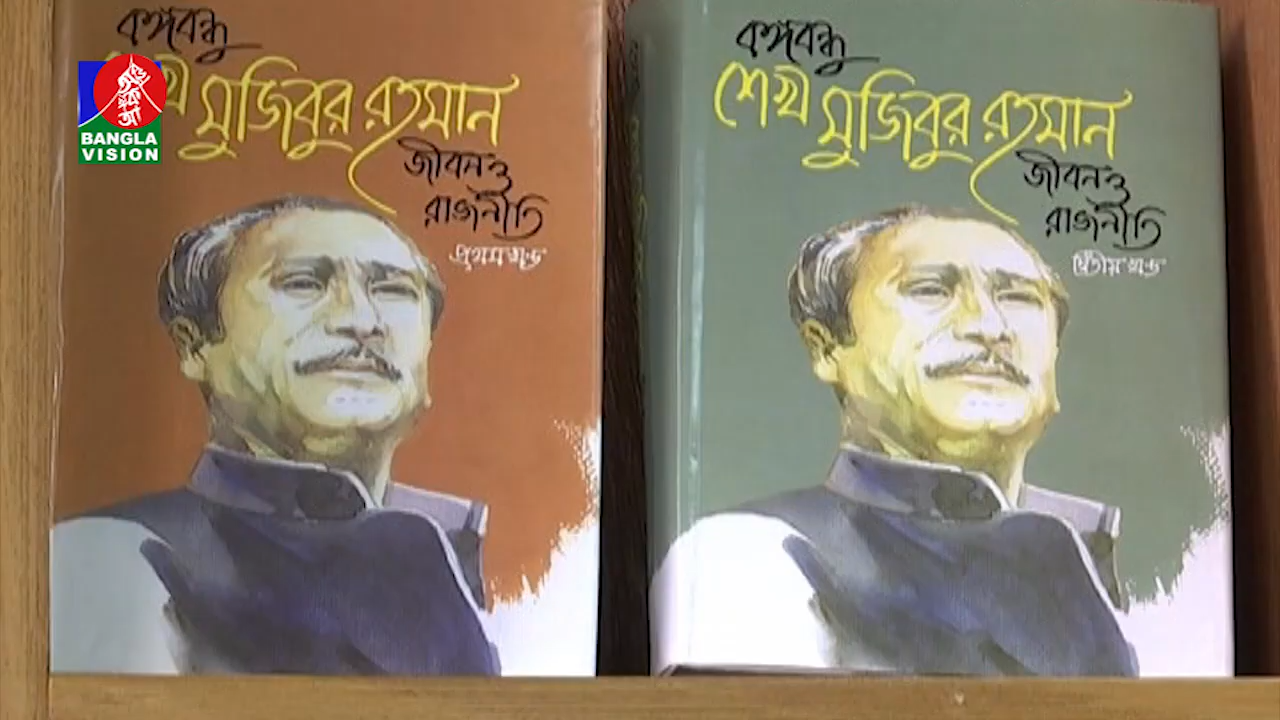 বঙ্গবন্ধু
শেখ মুজিবুর রহমান
জীবন ও
রাজনীতি
দ্বিতীয় খণ্ড
বঙ্গবন্ধু
মুজিবুর রহমান
জীবন ও
রাজনীতি
প্রথম খণ্ড
BANGLA
VISION